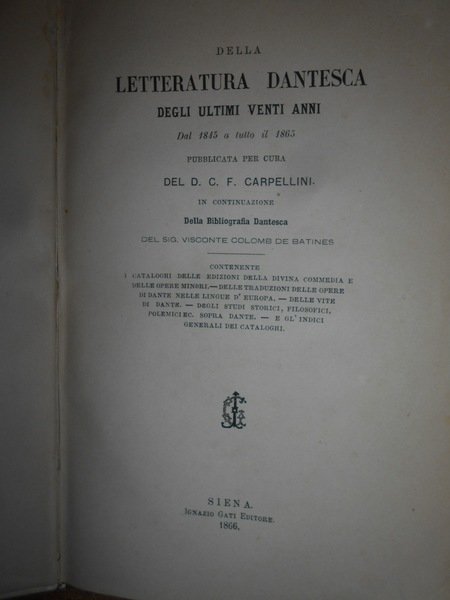 DELLA
LETTERATURA DANTESCA
DEGLI ULTIMI VENTI ANNI
Dal 1845 a tutto il 1865
PUBBLICATA PER CURA
DEL D. C. F. CARPELLINI.
IN CONTINUAZIONE
Della Bibliografia Dantesca
DEL SIG. VISCONTE COLOMB DE BATINES
CONTENENTE
I CATALOGHI DELLE EDIZIONI DELLA DIVINA COMMEDIA E
DELLE OPERE MINORI.—DELLE TRADUZIONI DELLE OPERE
DI DANTE NELLE LINGUE D'EUROPA. — DELLE VITE
DI DANTE. — DEGLI STUDI STORICI, FILOSOFICI,
POLEMICI EC. SOPRA DANTE. — E GL'INDICI
GENERALI DEI CATALOGHI.
SIENA.
IGNAZIO GATI EDITORE.
1866.